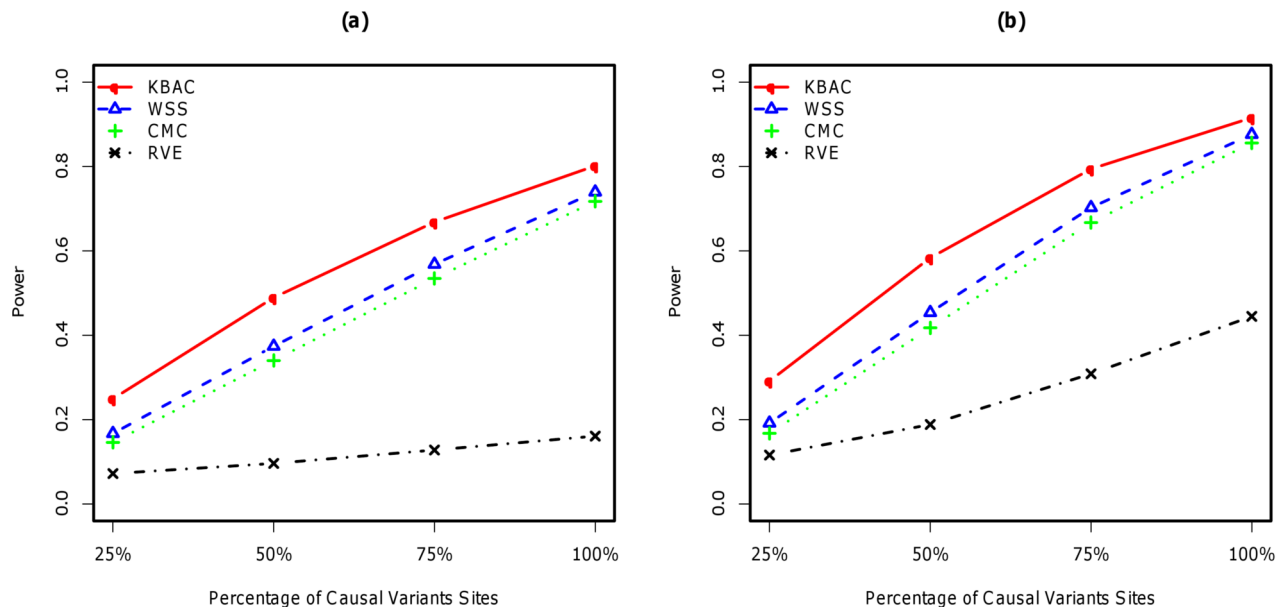 (a)
KBAC
WSS
CMC
RVE
1.0
0.8
0.6
0.4
0.2
0.0
Power
25%
50%
75%
100%
Percentage of Causal Variants Sites
(b)
KBAC
WSS
CMC
RVE
1.0
0.8
0.6
0.4
0.2
0.0
Power
25%
50%
75%
100%
Percentage of Causal Variants Sites